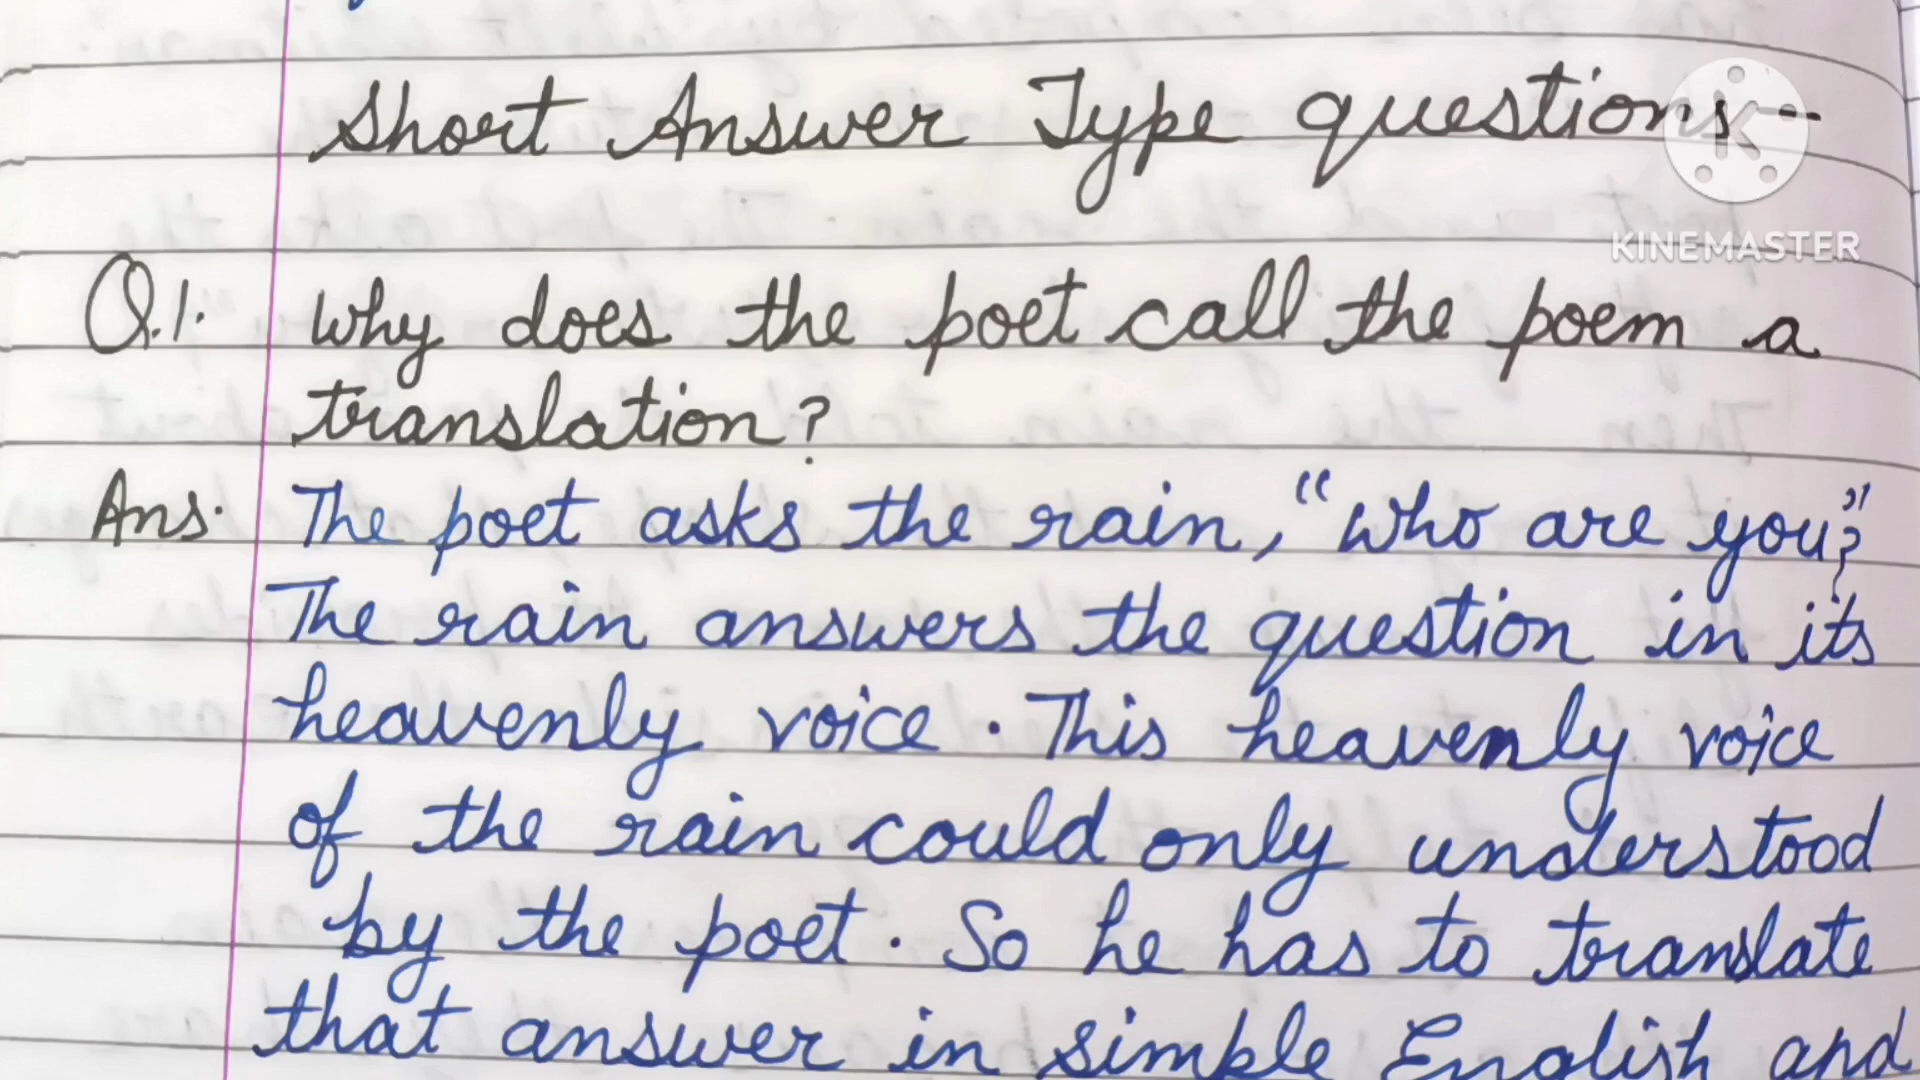 Short Answer Type questions-
KINEMASTER
Q.1. Why does the poet call the poem a
translation?
Ans. The poet asks the rain, "Who are you?"
The rain answers the question in its
heavenly voice. This heavenly voice
of the rain could only understood
by the poet. So he has to translate
that answer in simple English and